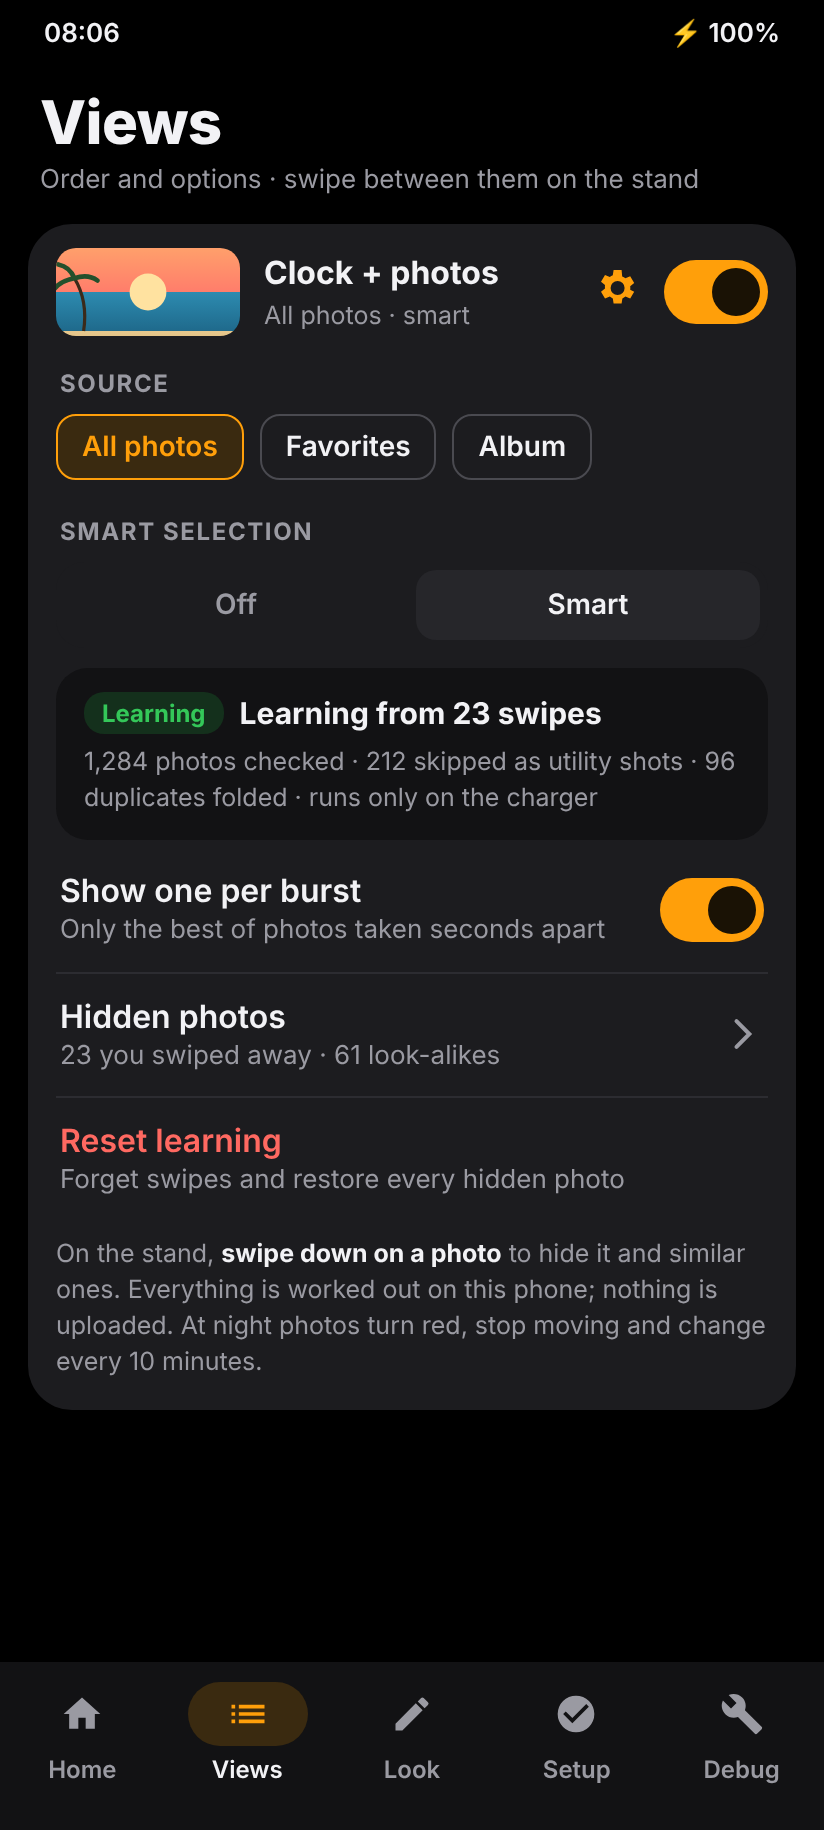 08:06
⚡ 100%
Views
Order and options · swipe between them on the stand
Clock + photos
All photos · smart
SOURCE
All photos
Favorites
Album
SMART SELECTION
Off
Smart
Learning
Learning from 23 swipes
1,284 photos checked · 212 skipped as utility shots · 96
duplicates folded · runs only on the charger
Show one per burst
Only the best of photos taken seconds apart
Hidden photos
23 you swiped away · 61 look-alikes
Reset learning
Forget swipes and restore every hidden photo
On the stand, swipe down on a photo to hide it and similar
ones. Everything is worked out on this phone; nothing is
uploaded. At night photos turn red, stop moving and change
every 10 minutes.
Home
Views
Look
Setup
Debug